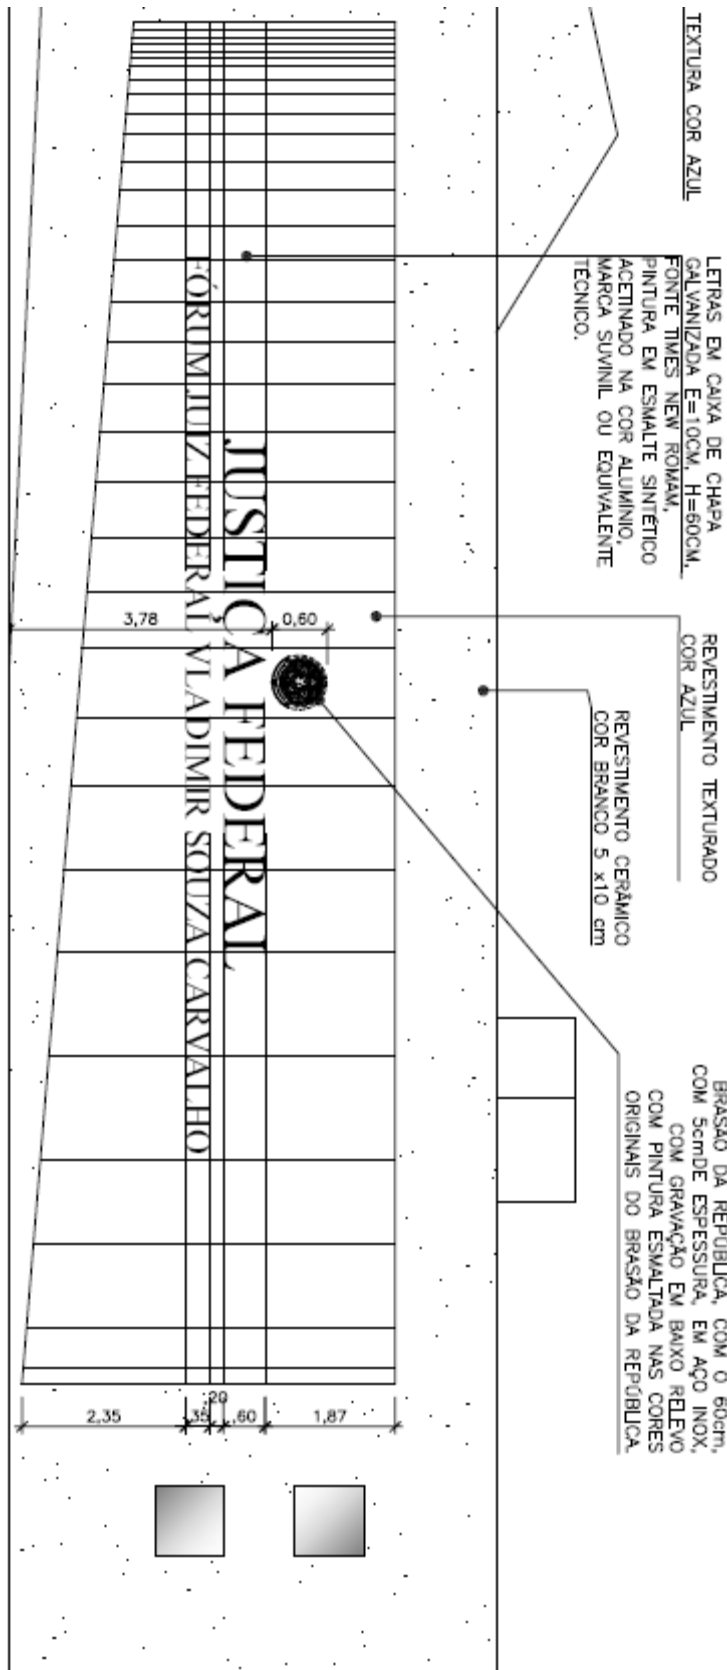 TEXTURA COR AZUL
LETRAS EM CAIXA DE CHAPA
GALVANIZADA E=10CM, H=60CM,
FONTE TIMES NEW ROMAM,
PINTURA EM ESMALTE SINTÉTICO
ACETINADO NA COR ALUMÍNIO,
MARCA SUVINIL OU EQUIVALENTE
TÉCNICO.
REVESTIMENTO TEXTURADO
COR AZUL
REVESTIMENTO CERÂMICO
COR BRANCO 5 x10 cm
BRASÃO DA REPÚBLICA, COM O 60cm,
COM 5cmDE ESPESSURA, EM AÇO INOX,
COM GRAVAÇÃO EM BAIXO RELEVO
COM PINTURA ESMALTADA NAS CORES
ORIGINAIS DO BRASÃO DA REPÚBLICA.
0,60
3,78
JUSTIÇA FEDERAL
FÓRUM JUIZ FEDERAL VLADIMIR SOUZA CARVALHO
1,87
,60
,20
,35
2,35